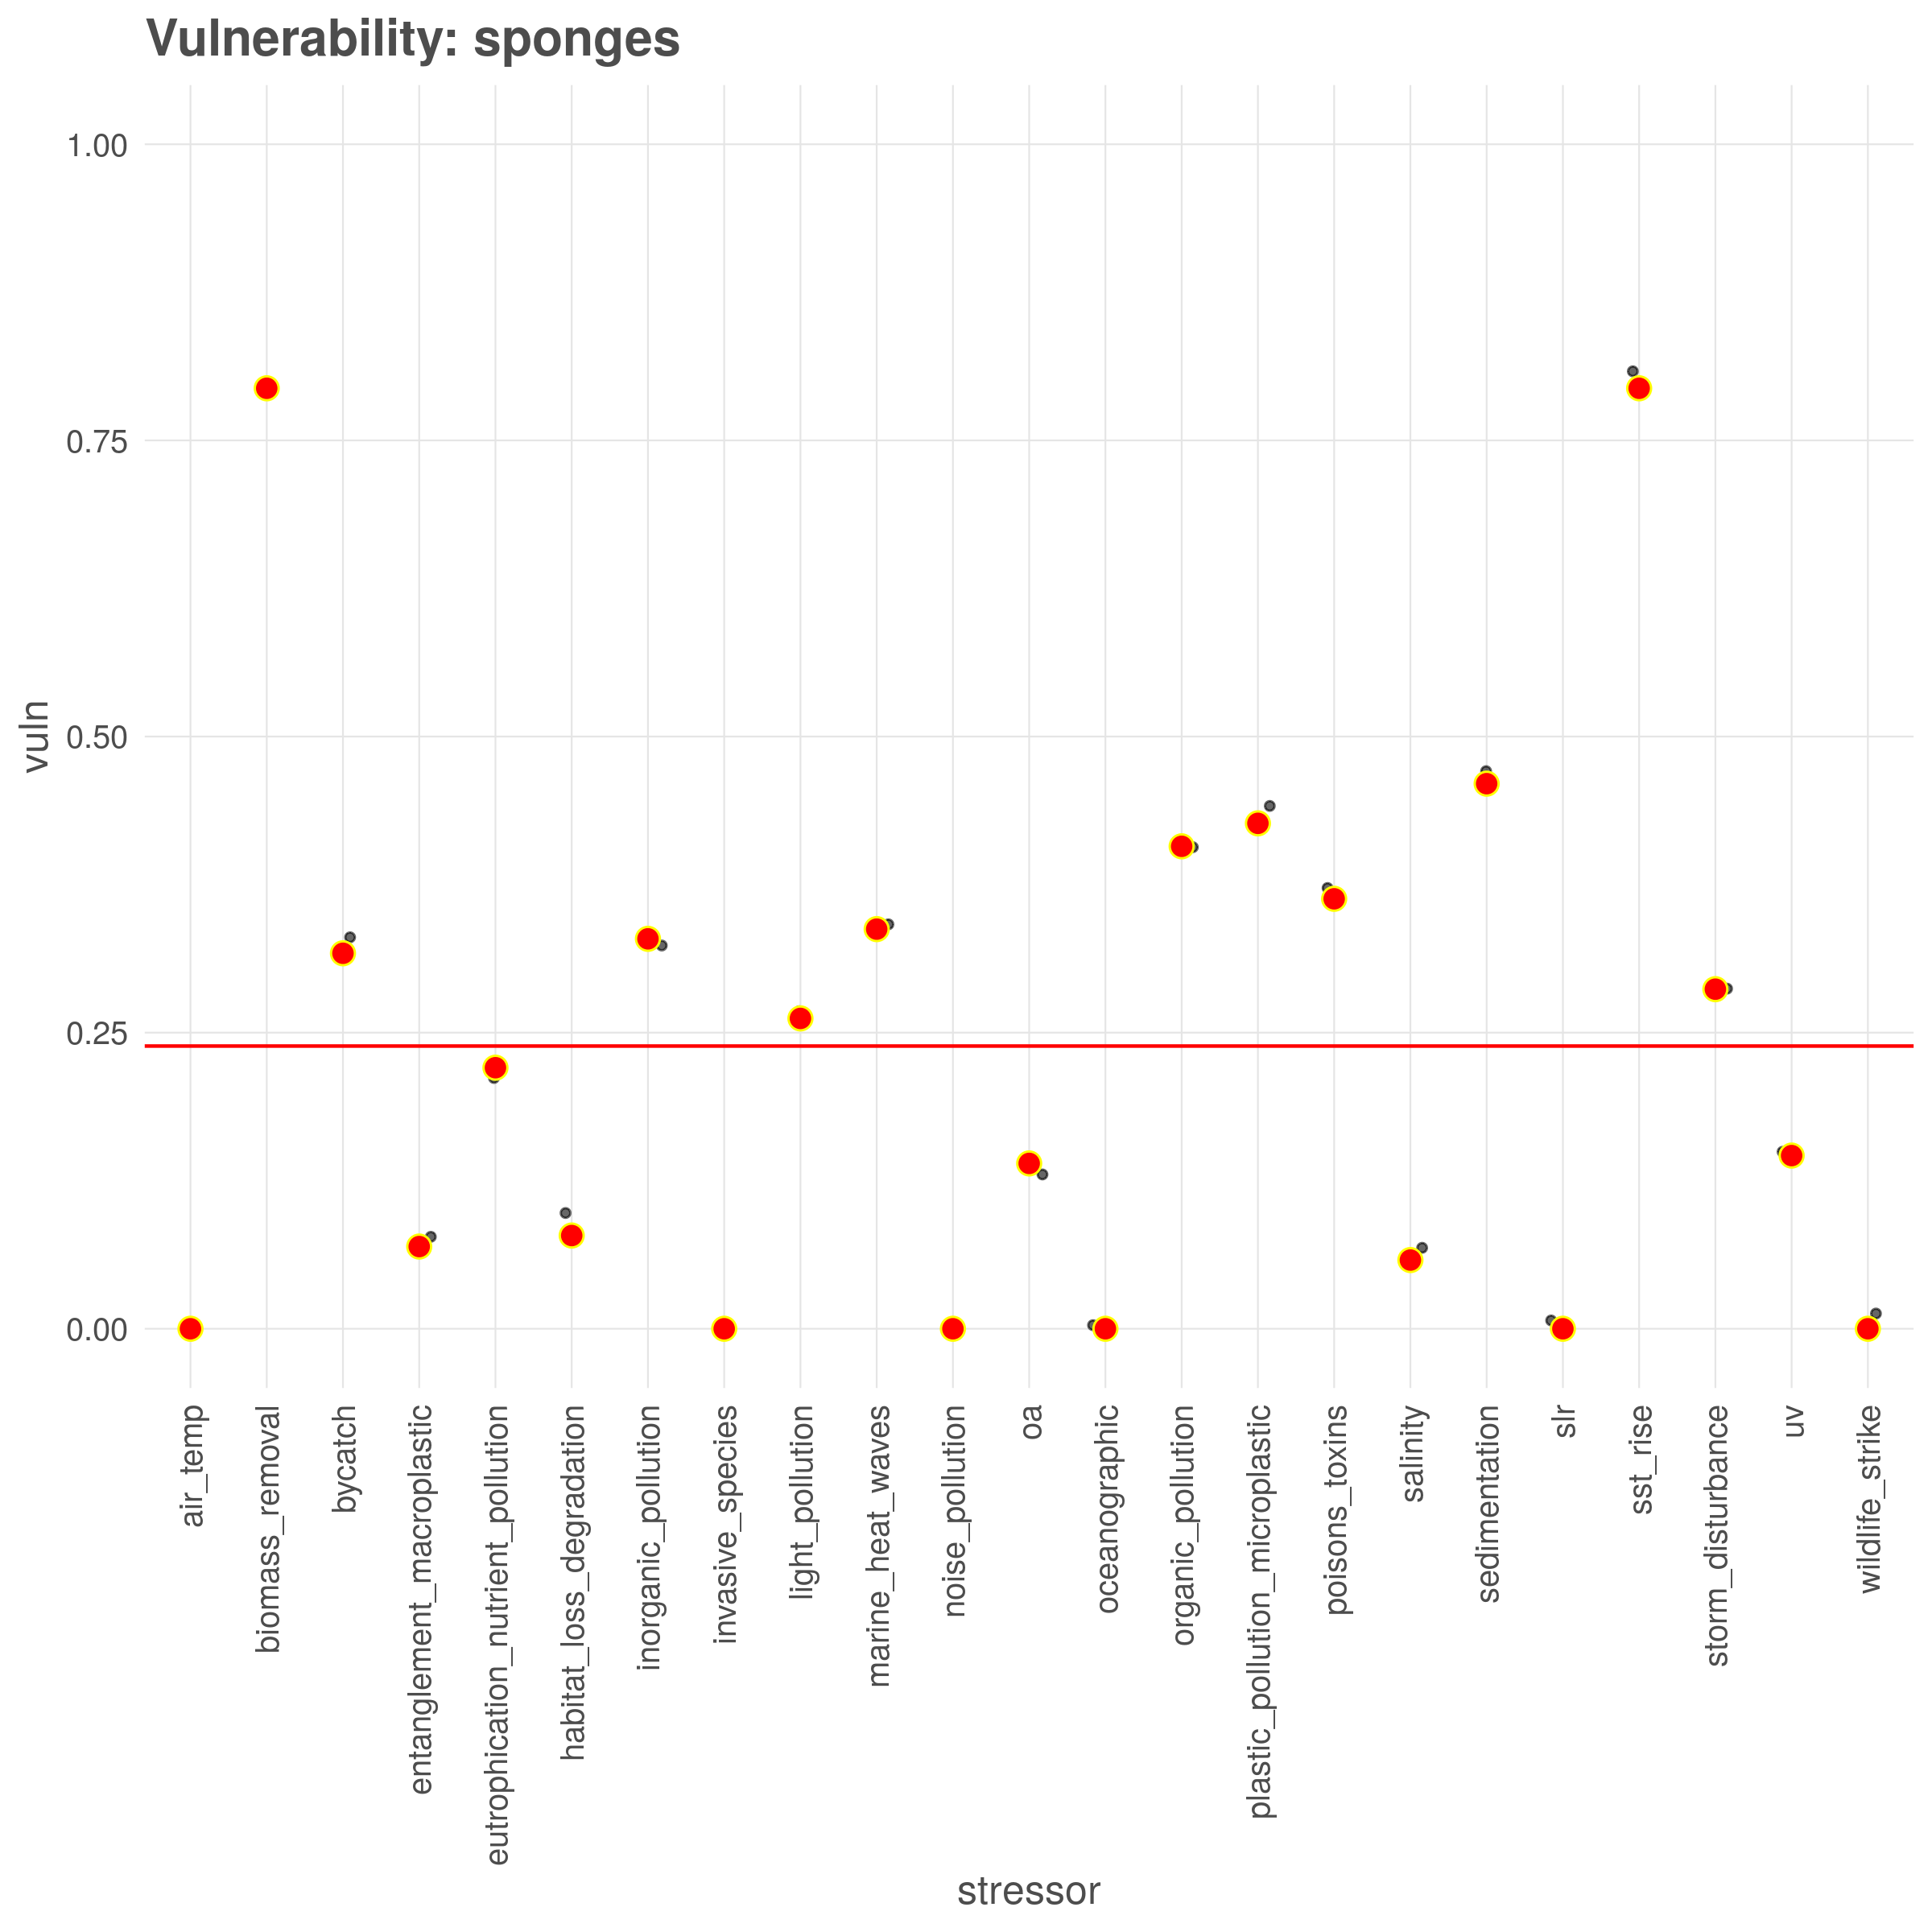 Vulnerability: sponges
vuln
1.00
0.75
0.50
0.25
0.00
air_temp
biomass_removal
bycatch
entanglement_macroplastic
eutrophication_nutrient_pollution
habitat_loss_degradation
inorganic_pollution
invasive_species
light_pollution
marine_heat_waves
noise_pollution
oa
oceanographic
organic_pollution
plastic_pollution_microplastic
poisons_toxins
salinity
sedimentation
slr
sst_rise
storm_disturbance
uv
wildlife_strike
stressor